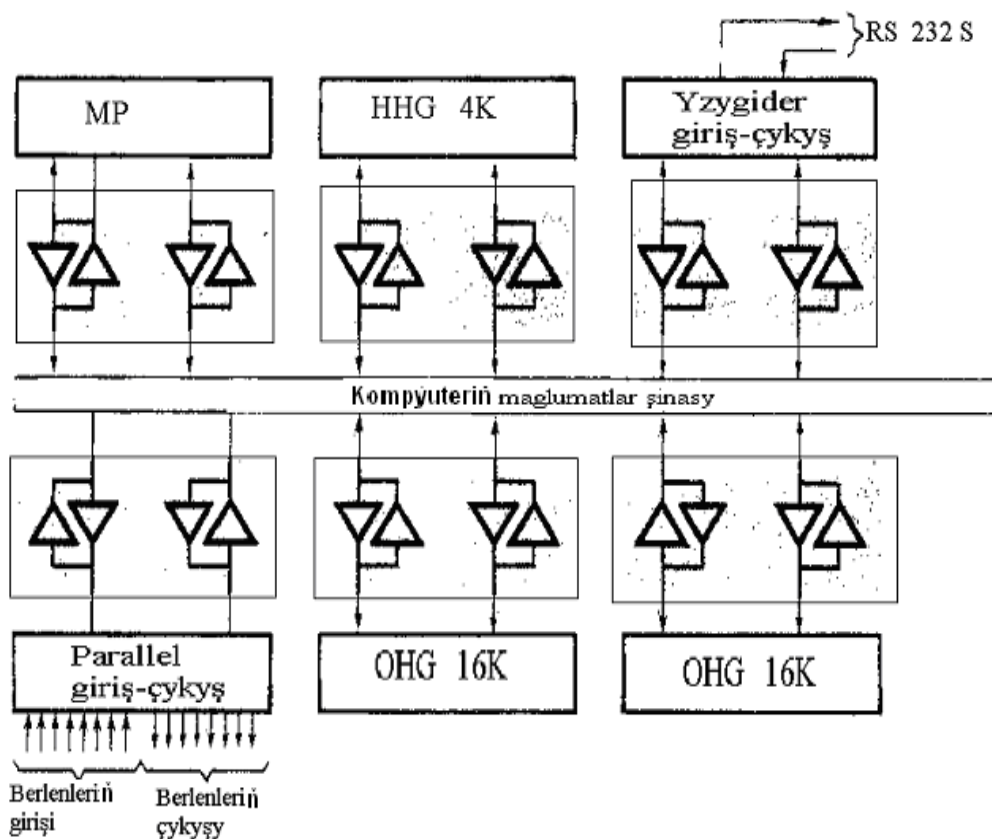 RS 232 S
MP
HHG 4K
Yzygider
giriş-çykyş
Kompýuteriň maglumatlar şinasy
Parallel
giriş-çykyş
OHG 16K
OHG 16K
Berlenleriň
girişi
Berlenleriň
çykyşy